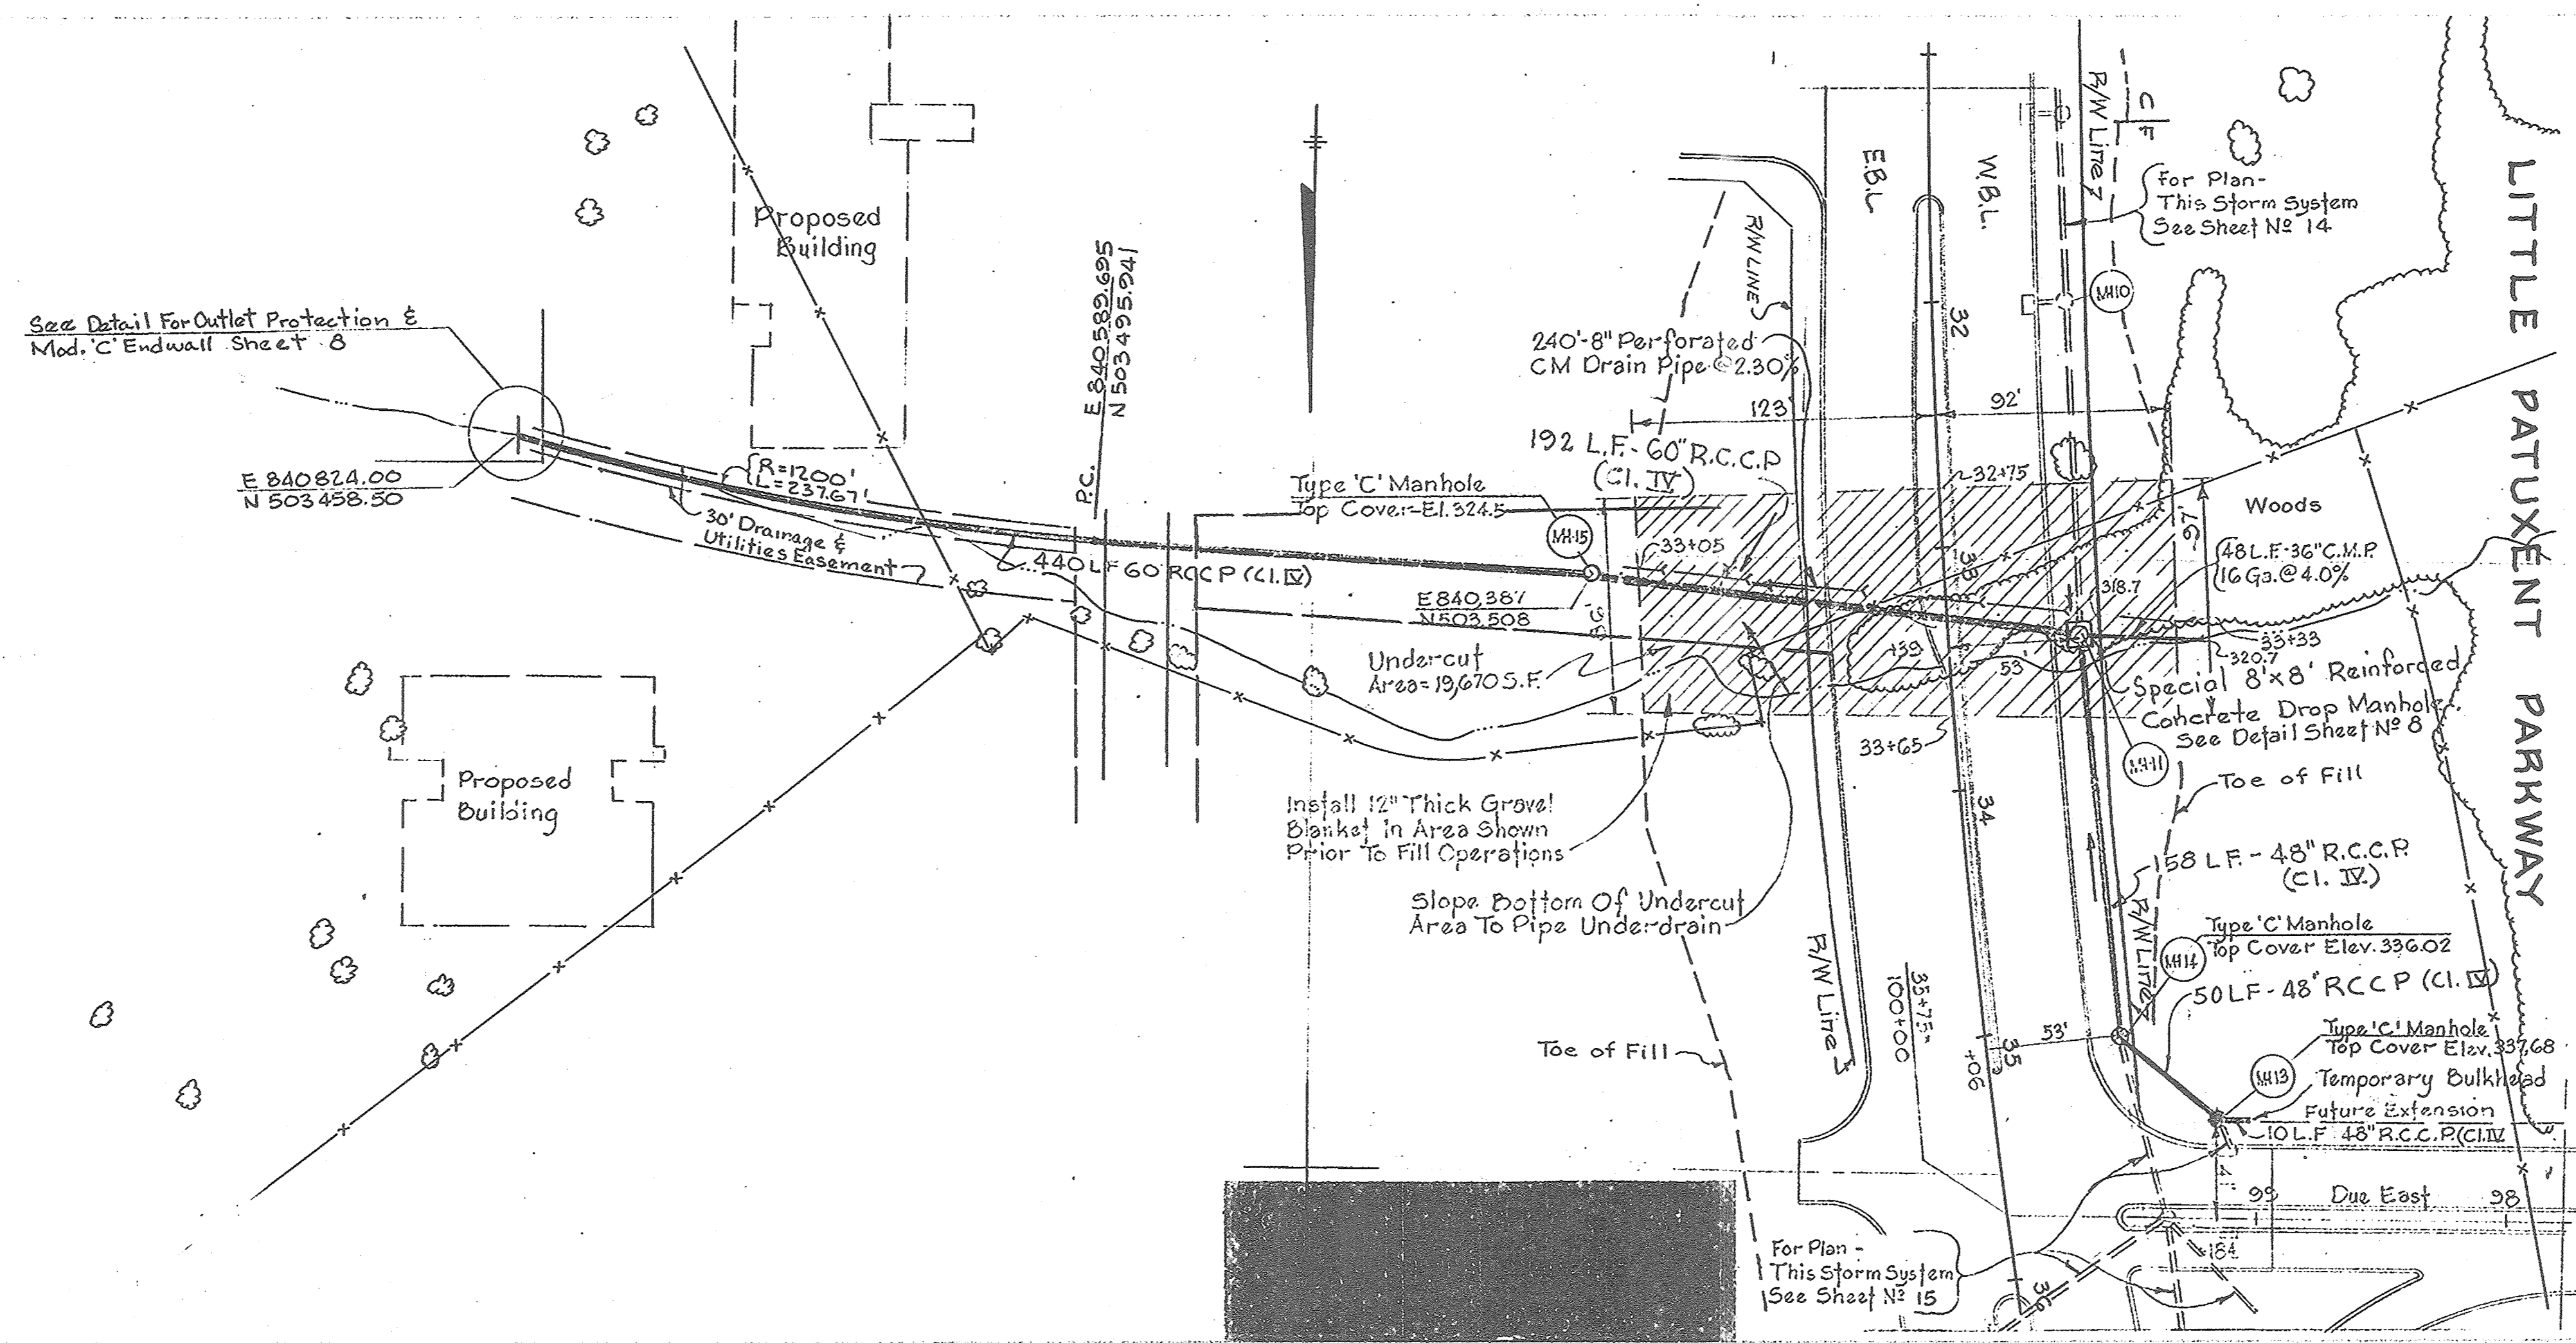 See Detail For Outlet Protection &
Mod. 'C' Endwall Sheet 8
E 840824.00
N 503458.50
Proposed
Building
R=1200'
L=237.67'
30' Drainage &
Utilities Easement
P.C.
E 840589.695
N 503495.941
440 LF 60" RCCP (Cl. IV)
Proposed
Building
Type 'C' Manhole
Top Cover-El. 324.5
MH-15
E 840,387
N 503,508
240'-8" Perforated
CM Drain Pipe @ 2.30%
192 L.F.- 60" R.C.C.P
(Cl. IV)
123'
92'
R/W LINE
E.B.L
W.B.L.
R/W Line
C
F
For Plan-
This Storm System
See Sheet Nº 14
MH10
32
32+75
33+05
33
Woods
48 L.F.-36" C.M.P.
16 Ga. @ 4.0%
318.7
33+33
320.7
+39
53'
Undercut
Area= 19,670 S.F.
33+65
Special 8'x8' Reinforced
Concrete Drop Manhole.
See Detail Sheet Nº 8
MH-11
Toe of Fill
Install 12" Thick Gravel
Blanket In Area Shown
Prior To Fill Operations
Slope Bottom Of Undercut
Area To Pipe Underdrain
34
158 L.F.- 48" R.C.C.P.
(Cl. IV.)
R/W Line
Type 'C' Manhole
Top Cover Elev. 336.02
MH14
50 LF - 48" RCCP (Cl. IV)
R/W Line
35+75
100+00
35
+06
53'
Toe of Fill
Type 'C' Manhole
Top Cover Elev. 337.68
MH13
Temporary Bulkhead
Future Extension
10 L.F 48" R.C.C.P.(Cl.IV
99
Due East
98
+184
36
For Plan -
This Storm System
See Sheet Nº 15
LITTLE PATUXENT PARKWAY